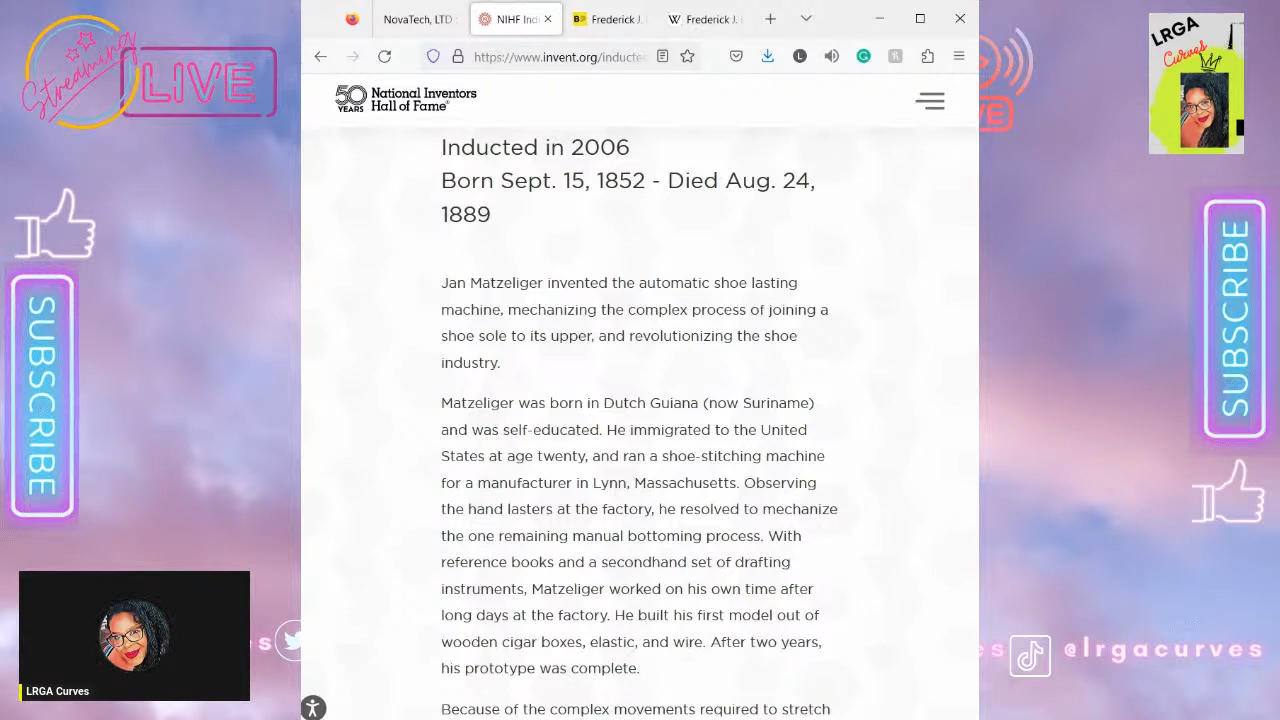 Streaming
LIVE
NovaTech, LTD
NIHF Ind
Frederick J.
Frederick J.
https://www.invent.org/inducte
50
YEARS
National Inventors
Hall of Fame®
Inducted in 2006
Born Sept. 15, 1852 - Died Aug. 24,
1889
Jan Matzeliger invented the automatic shoe lasting
machine, mechanizing the complex process of joining a
shoe sole to its upper, and revolutionizing the shoe
industry.
Matzeliger was born in Dutch Guiana (now Suriname)
and was self-educated. He immigrated to the United
States at age twenty, and ran a shoe-stitching machine
for a manufacturer in Lynn, Massachusetts. Observing
the hand lasters at the factory, he resolved to mechanize
the one remaining manual bottoming process. With
reference books and a secondhand set of drafting
instruments, Matzeliger worked on his own time after
long days at the factory. He built his first model out of
wooden cigar boxes, elastic, and wire. After two years,
his prototype was complete.
Because of the complex movements required to stretch
SUBSCRIBE
LRGA Curves
LRGA
Curves
SUBSCRIBE
@lrgacurves